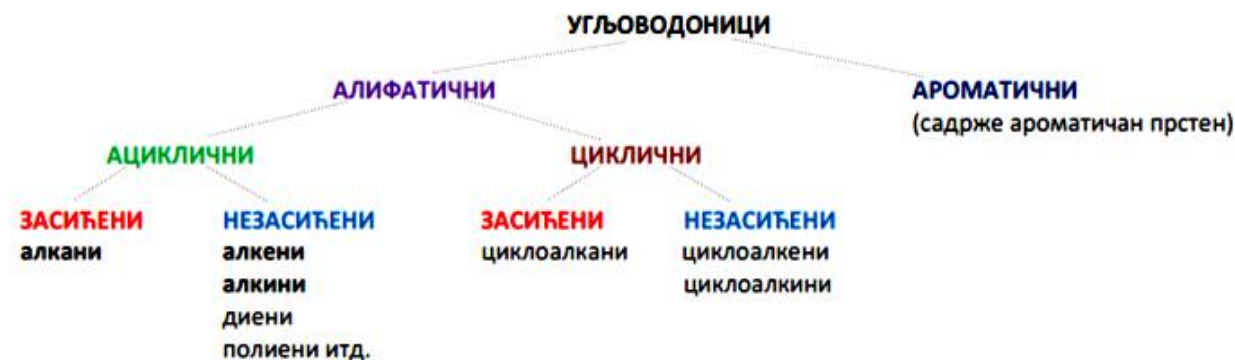 УГЉОВОДОНИЦИ
АЛИФАТИЧНИ
АРОМАТИЧНИ
(садрже ароматичан прстен)
АЦИКЛИЧНИ
ЦИКЛИЧНИ
ЗАСИЋЕНИ
алкани
НЕЗАСИЋЕНИ
алкени
алкини
диени
полиени итд.
ЗАСИЋЕНИ
циклоалкани
НЕЗАСИЋЕНИ
циклоалкени
циклоалкини